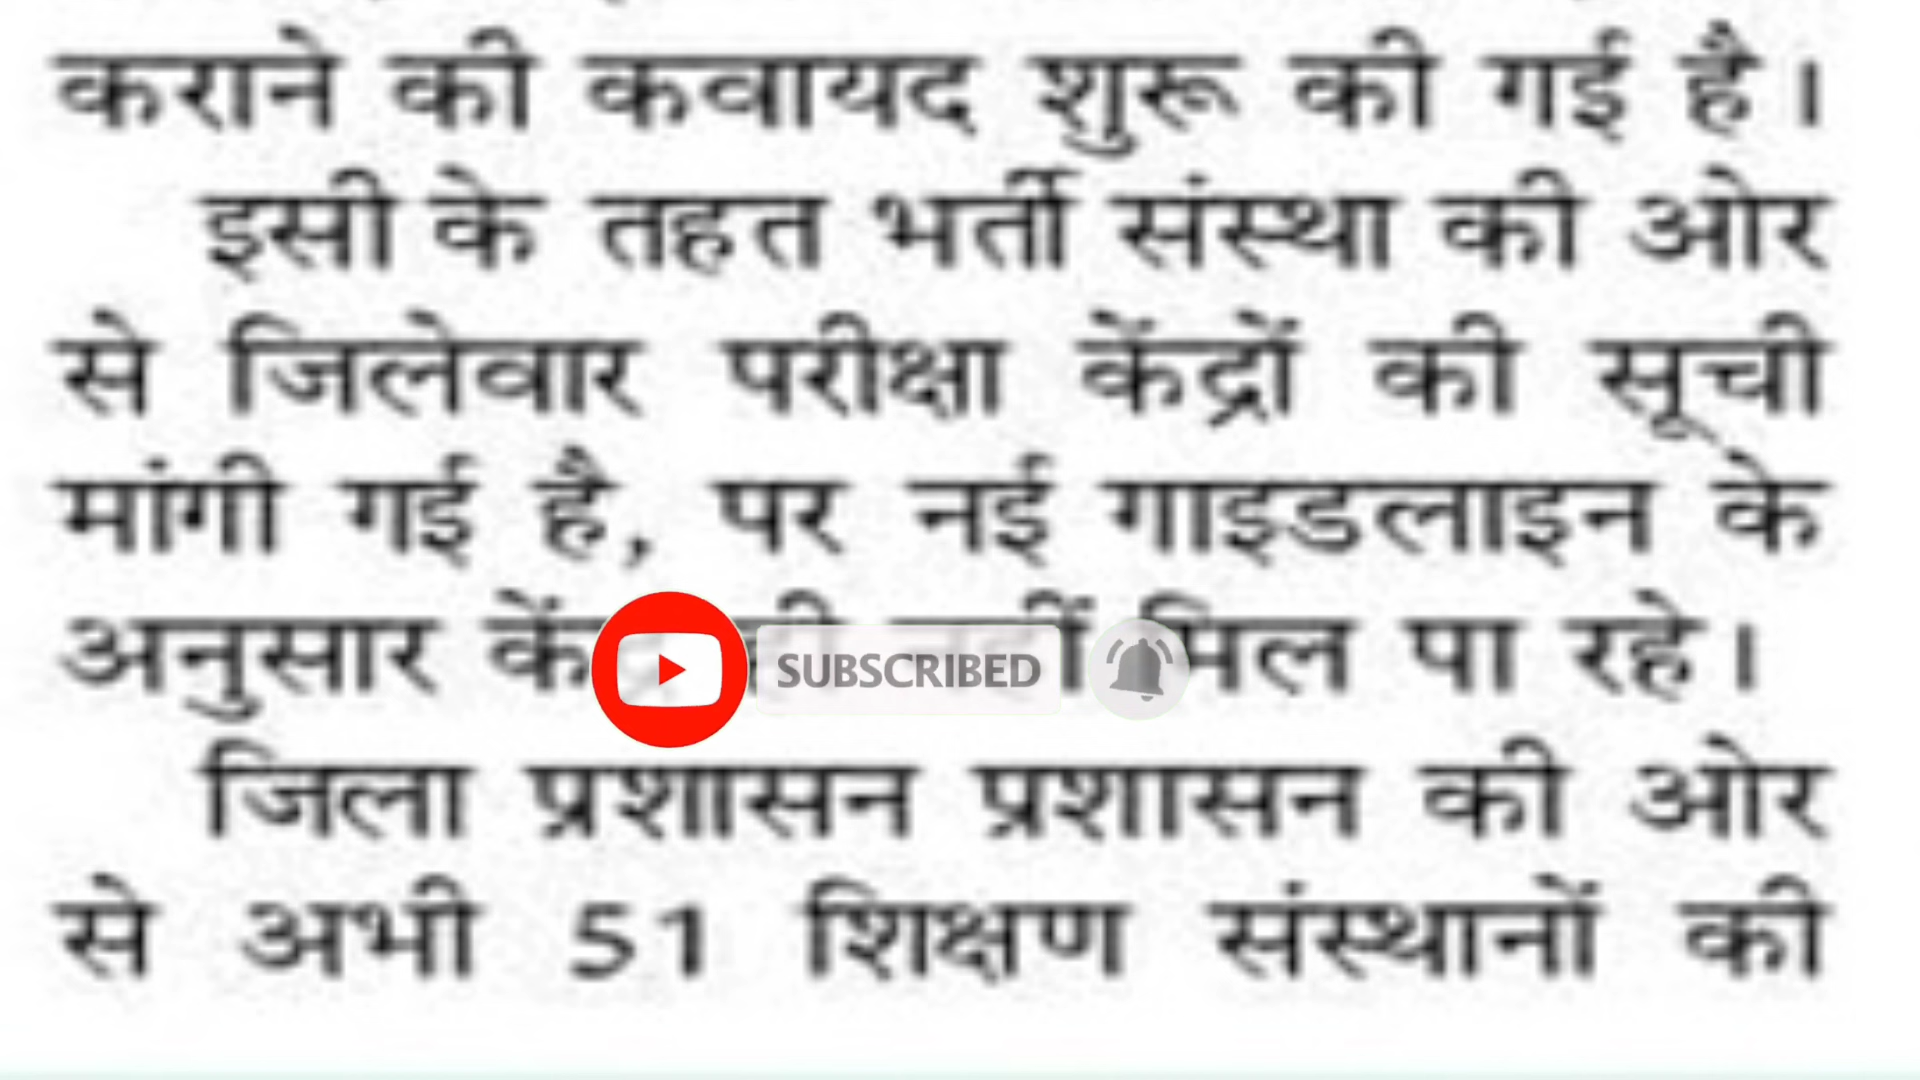 कराने की कवायद शुरू की गई है।
इसी के तहत भर्ती संस्था की ओर
से जिलेवार परीक्षा केंद्रों की सूची
मांगी गई है, पर नई गाइडलाइन के
अनुसार मिल पा रहे।
SUBSCRIBED
जिला प्रशासन प्रशासन की ओर
से अभी 51 शिक्षण संस्थानों की